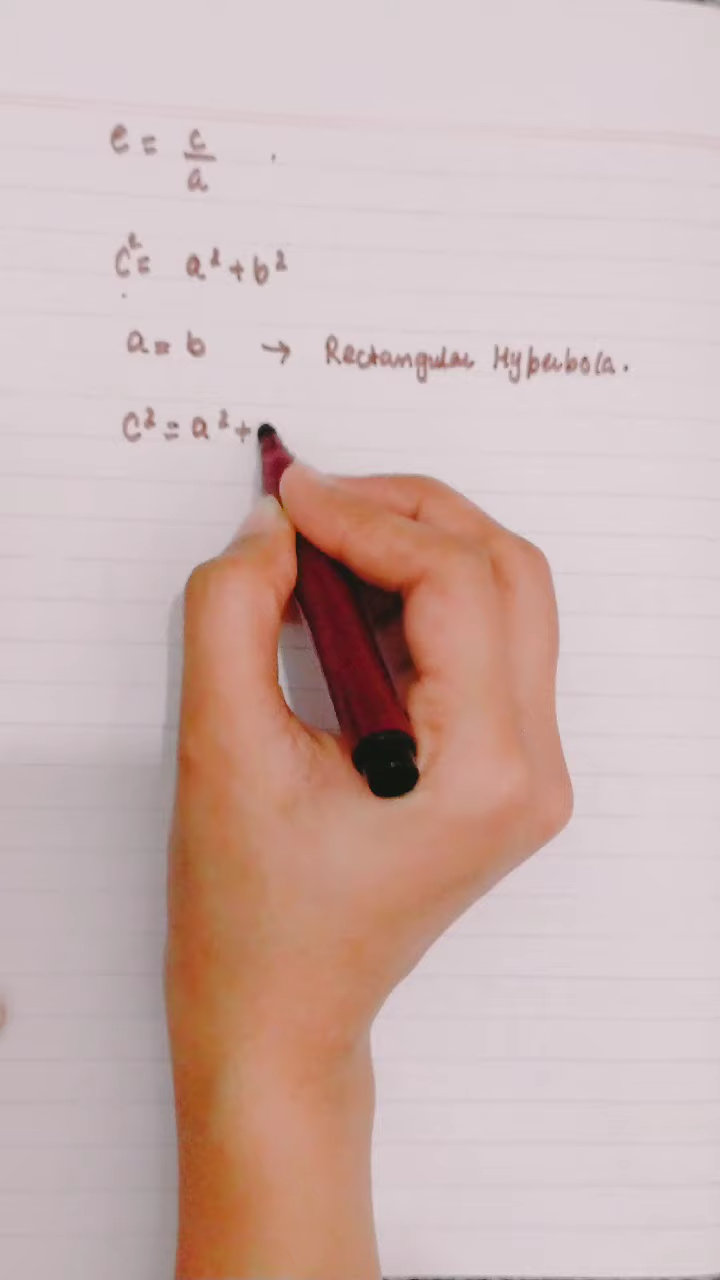 e = c/a
c² = a² + b²
a = b → Rectangular Hyperbola.
c² = a² +